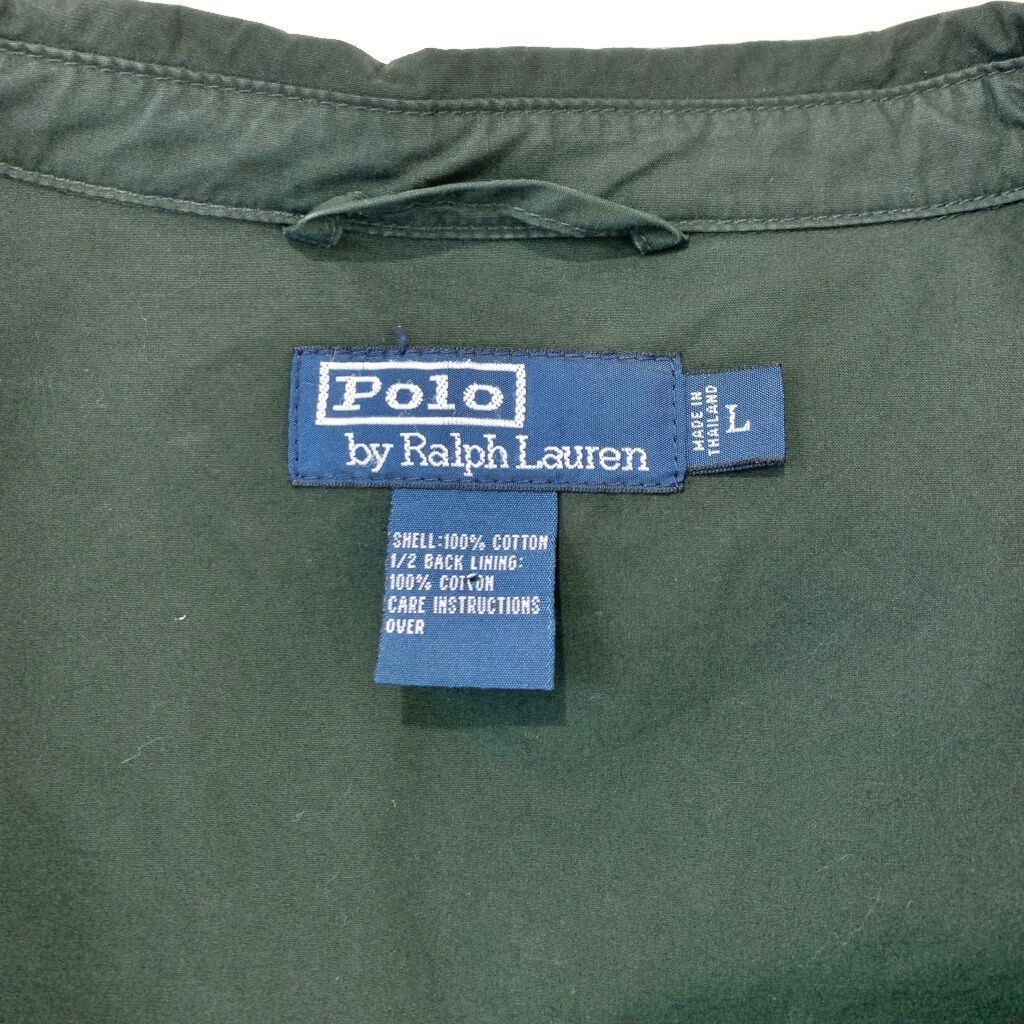 Polo
by Ralph Lauren
MADE IN
THAILAND
L
SHELL:100% COTTON
1/2 BACK LINING:
100% COTTON
CARE INSTRUCTIONS
OVER